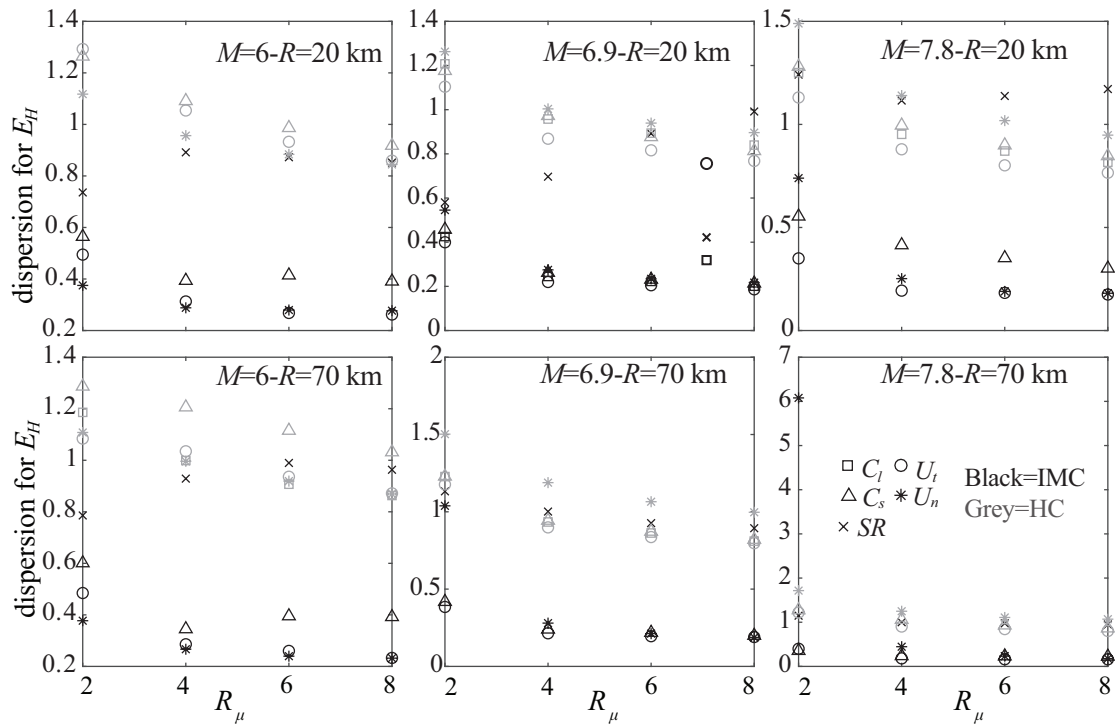 dispersion for E_H
1.4
1.2
1
0.8
0.6
0.4
0.2
M=6-R=20 km
1.4
1.2
1
0.8
0.6
0.4
0.2
0
M=6.9-R=20 km
1.5
1
0.5
0
M=7.8-R=20 km
dispersion for E_H
1.4
1.2
1
0.8
0.6
0.4
0.2
M=6-R=70 km
2 4 6 8
R_μ
2
1.5
1
0.5
0
M=6.9-R=70 km
2 4 6 8
R_μ
7
6
5
4
3
2
1
0
M=7.8-R=70 km
C_l U_t Black=IMC
C_s U_n Grey=HC
SR
2 4 6 8
R_μ